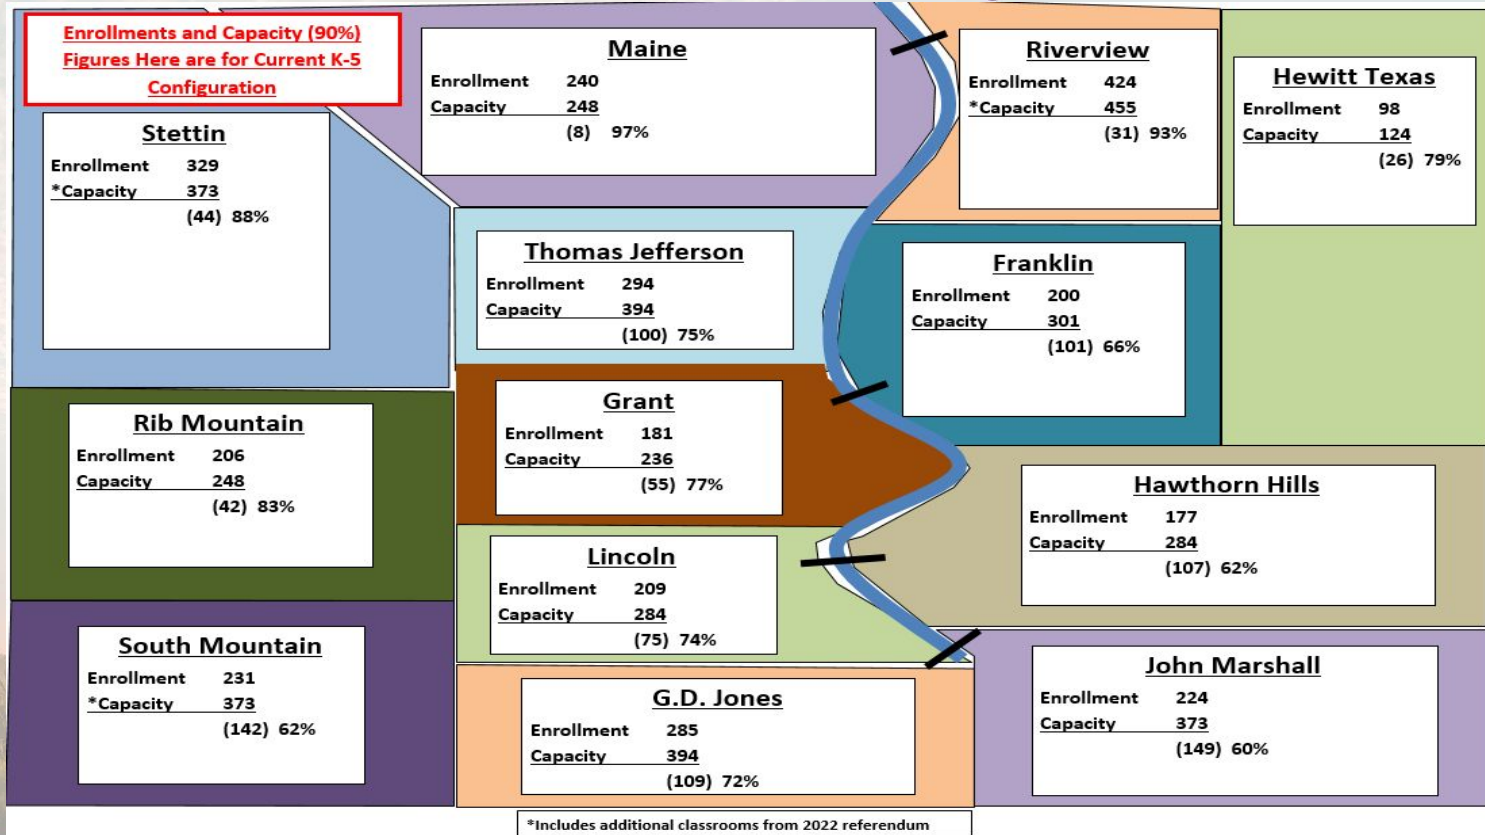 Enrollments and Capacity (90%)
Figures Here are for Current K-5
Configuration
Maine
Enrollment 240
Capacity 248
(8) 97%
Riverview
Enrollment 424
*Capacity 455
(31) 93%
Hewitt Texas
Enrollment 98
Capacity 124
(26) 79%
Stettin
Enrollment 329
*Capacity 373
(44) 88%
Thomas Jefferson
Enrollment 294
Capacity 394
(100) 75%
Franklin
Enrollment 200
Capacity 301
(101) 66%
Rib Mountain
Enrollment 206
Capacity 248
(42) 83%
Grant
Enrollment 181
Capacity 236
(55) 77%
Hawthorn Hills
Enrollment 177
Capacity 284
(107) 62%
Lincoln
Enrollment 209
Capacity 284
(75) 74%
South Mountain
Enrollment 231
*Capacity 373
(142) 62%
G.D. Jones
Enrollment 285
Capacity 394
(109) 72%
John Marshall
Enrollment 224
Capacity 373
(149) 60%
*Includes additional classrooms from 2022 referendum